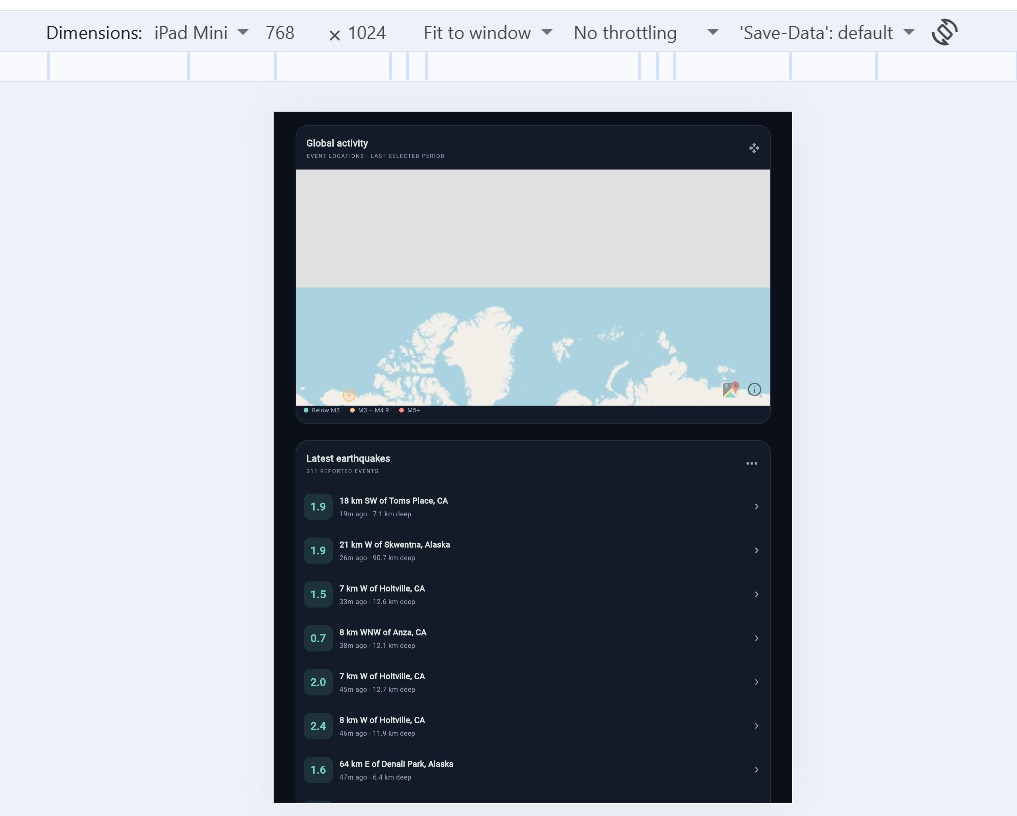 Dimensions: iPad Mini 768 × 1024 Fit to window No throttling 'Save-Data': default
Global activity
EVENT LOCATIONS · LAST SELECTED PERIOD
Below M3 M3 – M4.9 M5+
Latest earthquakes
211 REPORTED EVENTS
1.9 18 km SW of Toms Place, CA
19m ago · 7.1 km deep
1.9 21 km W of Skwentna, Alaska
26m ago · 90.7 km deep
1.5 7 km W of Holtville, CA
33m ago · 12.6 km deep
0.7 8 km WNW of Anza, CA
38m ago · 12.1 km deep
2.0 7 km W of Holtville, CA
45m ago · 12.7 km deep
2.4 8 km W of Holtville, CA
46m ago · 11.9 km deep
1.6 64 km E of Denali Park, Alaska
47m ago · 6.4 km deep